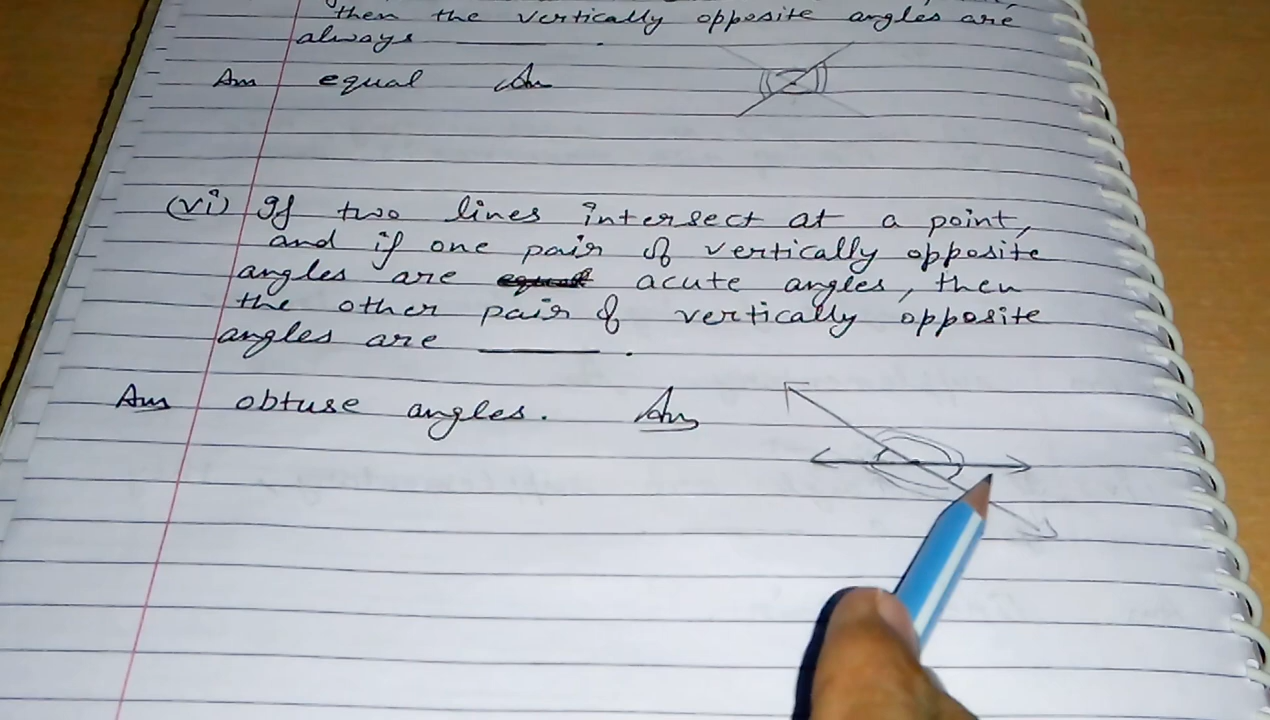 then the vertically opposite angles are
always ______ .
Ans equal Ans
(vi) If two lines intersect at a point,
and if one pair of vertically opposite
angles are acute angles, then
the other pair of vertically opposite
angles are ______ .
Ans obtuse angles. Ans